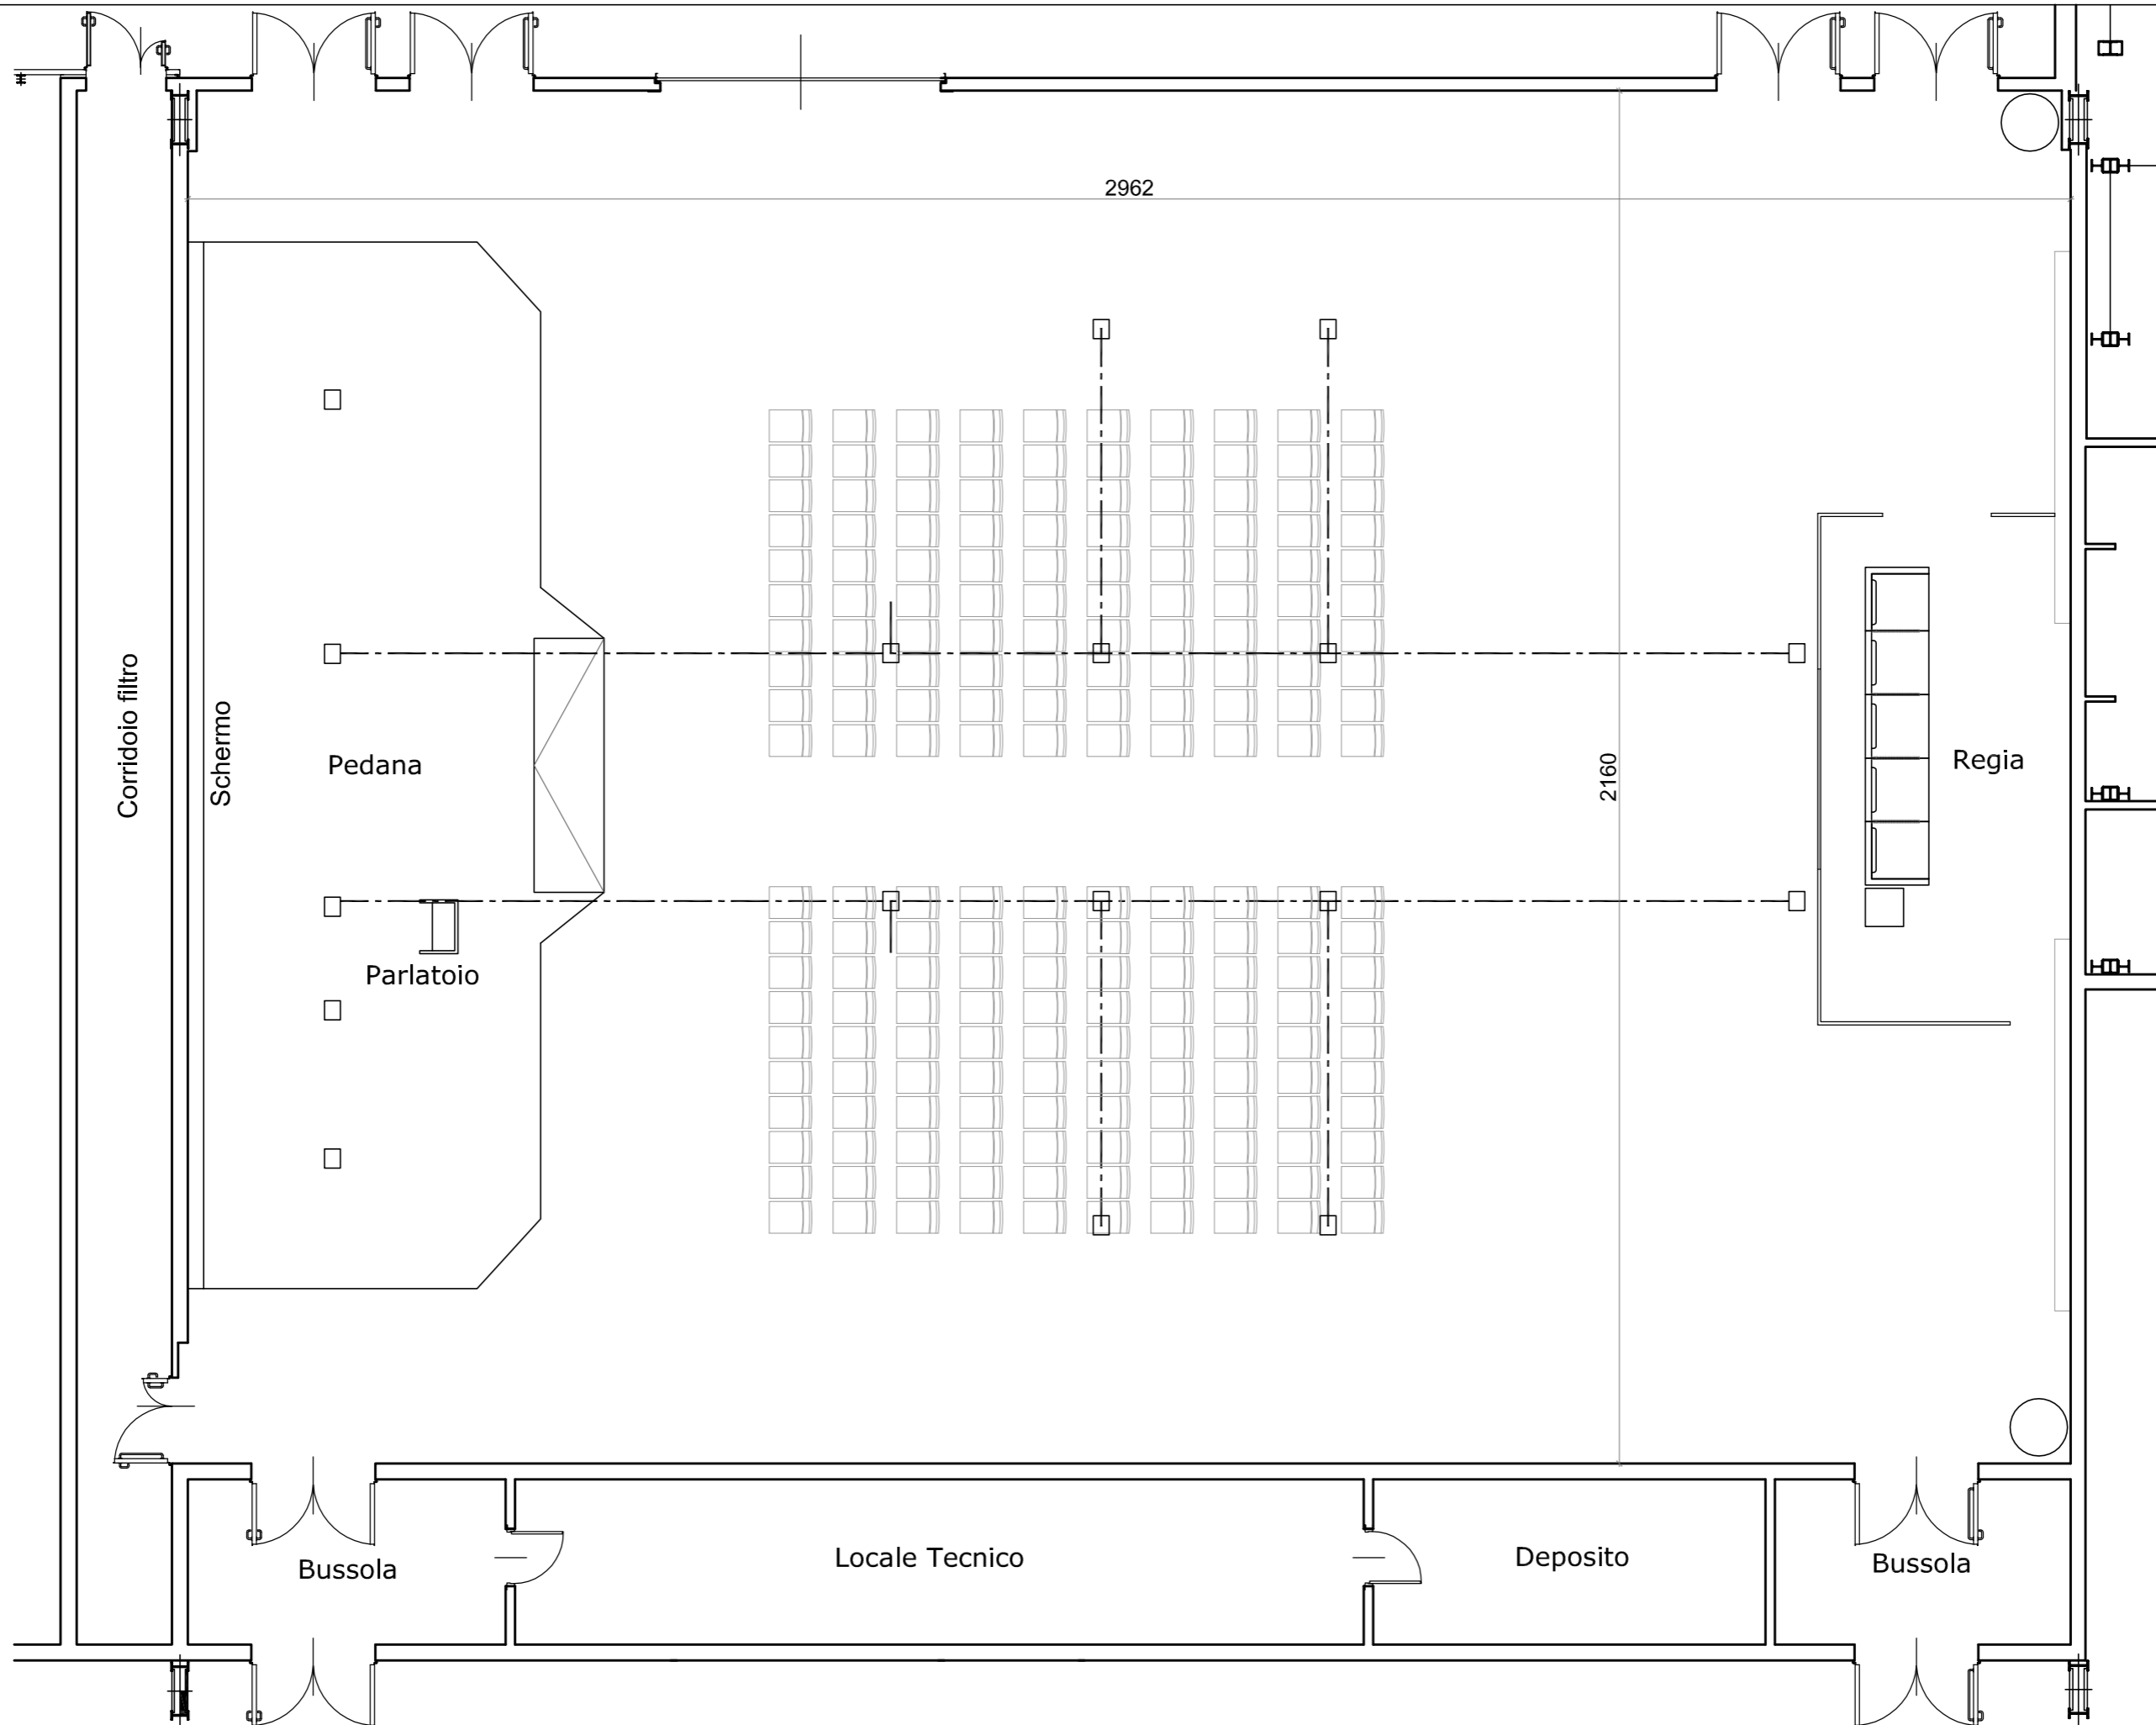 2962
Corridoio filtro
Schermo
Pedana
2160
Regia
Parlatoio
Bussola
Locale Tecnico
Deposito
Bussola